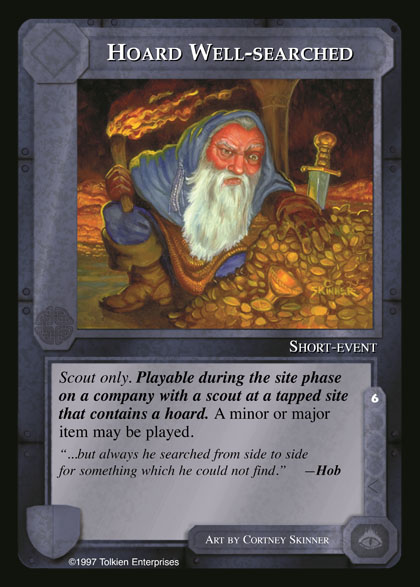 HOARD WELL-SEARCHED
SKINNER
SHORT-EVENT
Scout only. Playable during the site phase
on a company with a scout at a tapped site
that contains a hoard. A minor or major
item may be played.
6
“...but always he searched from side to side
for something which he could not find.” —Hob
ART BY CORTNEY SKINNER
©1997 Tolkien Enterprises